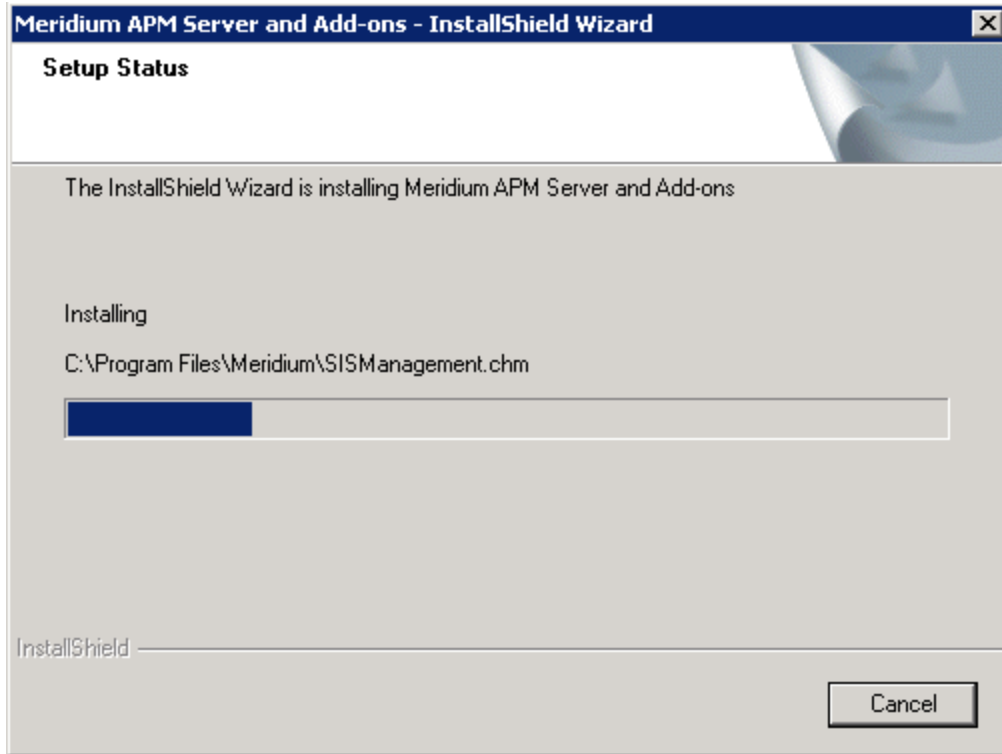 Meridium APM Server and Add-ons - InstallShield Wizard
Setup Status
The InstallShield Wizard is installing Meridium APM Server and Add-ons
Installing
C:\Program Files\Meridium\SISManagement.chm
InstallShield
Cancel